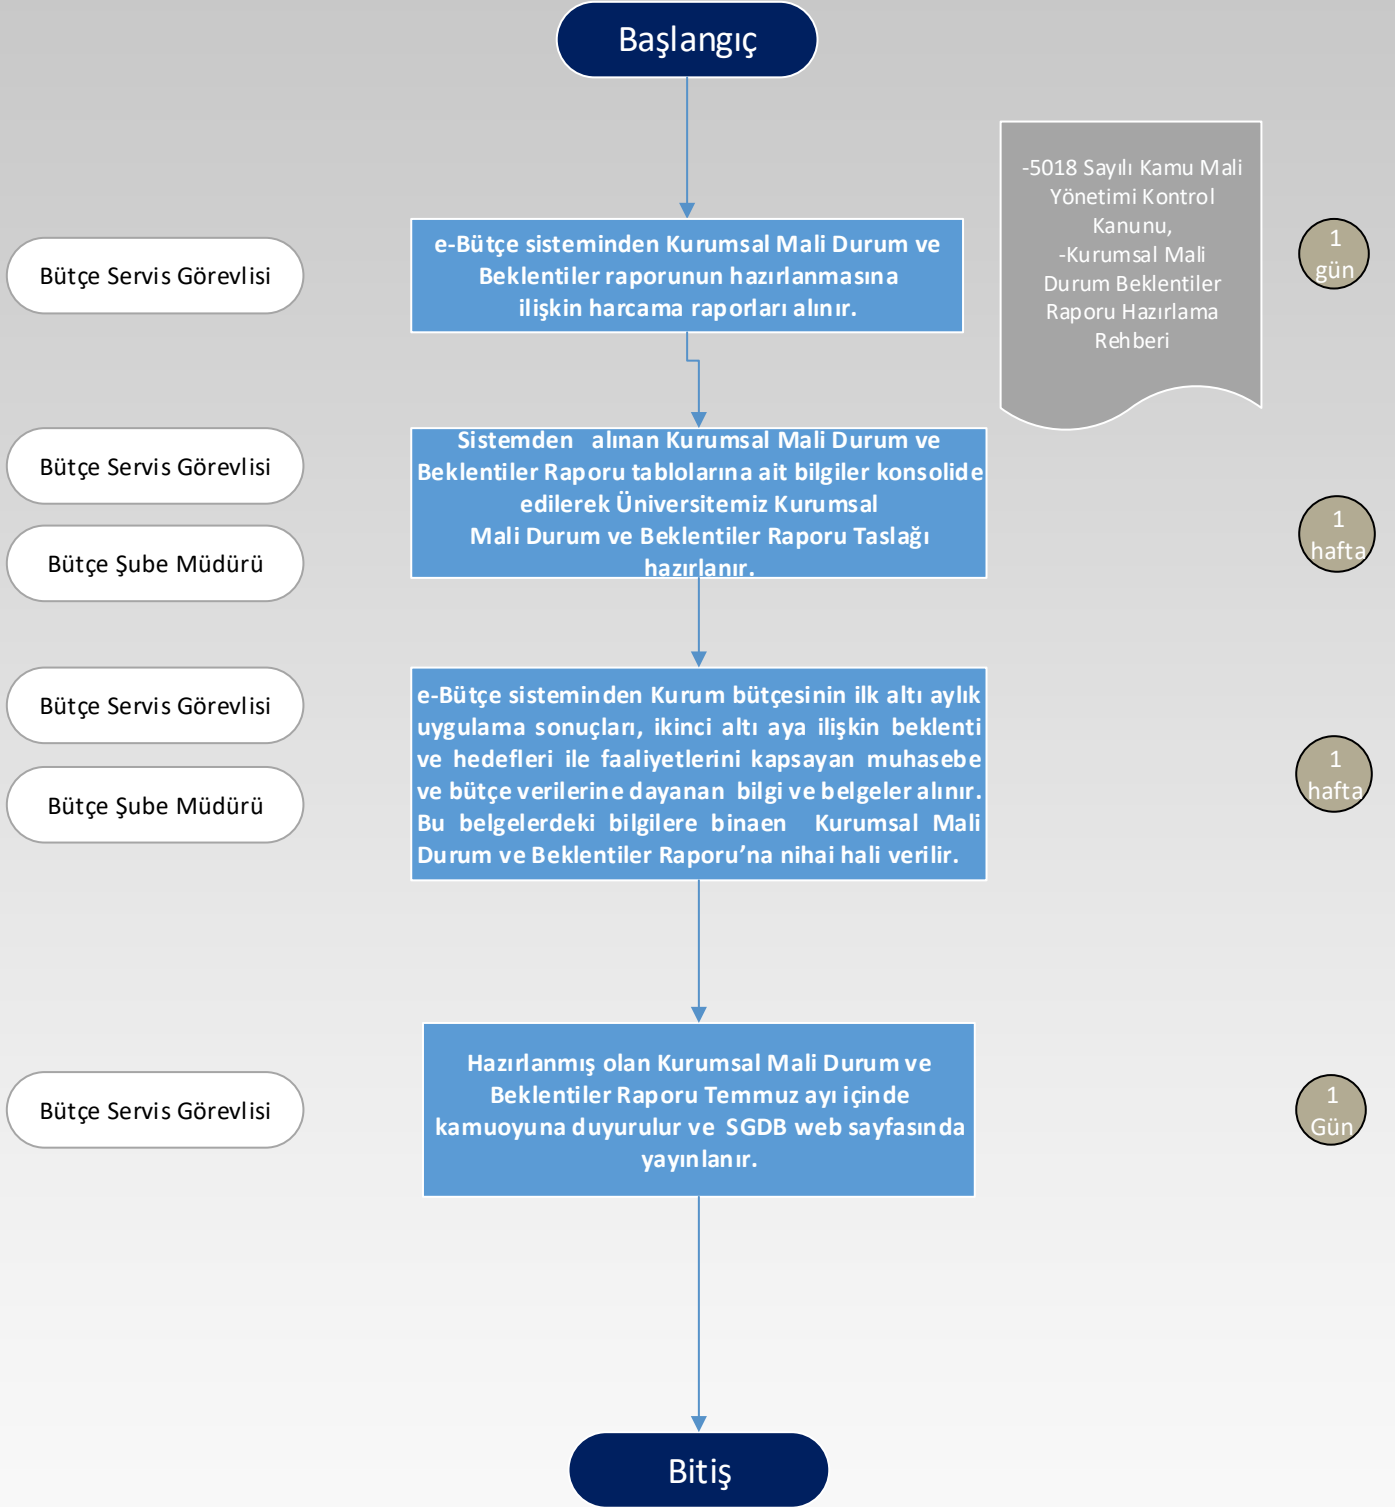 Başlangıç
-5018 Sayılı Kamu Mali
Yönetimi Kontrol
Kanunu,
-Kurumsal Mali
Durum Beklentiler
Raporu Hazırlama
Rehberi
Bütçe Servis Görevlisi
e-Bütçe sisteminden Kurumsal Mali Durum ve
Beklentiler raporunun hazırlanmasına
ilişkin harcama raporları alınır.
1
gün
Bütçe Servis Görevlisi
Bütçe Şube Müdürü
Sistemden alınan Kurumsal Mali Durum ve
Beklentiler Raporu tablolarına ait bilgiler konsolide
edilerek Üniversitemiz Kurumsal
Mali Durum ve Beklentiler Raporu Taslağı
hazırlanır.
1
hafta
Bütçe Servis Görevlisi
Bütçe Şube Müdürü
e-Bütçe sisteminden Kurum bütçesinin ilk altı aylık
uygulama sonuçları, ikinci altı aya ilişkin beklenti
ve hedefleri ile faaliyetlerini kapsayan muhasebe
ve bütçe verilerine dayanan bilgi ve belgeler alınır.
Bu belgelerdeki bilgilere binaen Kurumsal Mali
Durum ve Beklentiler Raporu’na nihai hali verilir.
1
hafta
Bütçe Servis Görevlisi
Hazırlanmış olan Kurumsal Mali Durum ve
Beklentiler Raporu Temmuz ayı içinde
kamuoyuna duyurulur ve SGDB web sayfasında
yayınlanır.
1
Gün
Bitiş